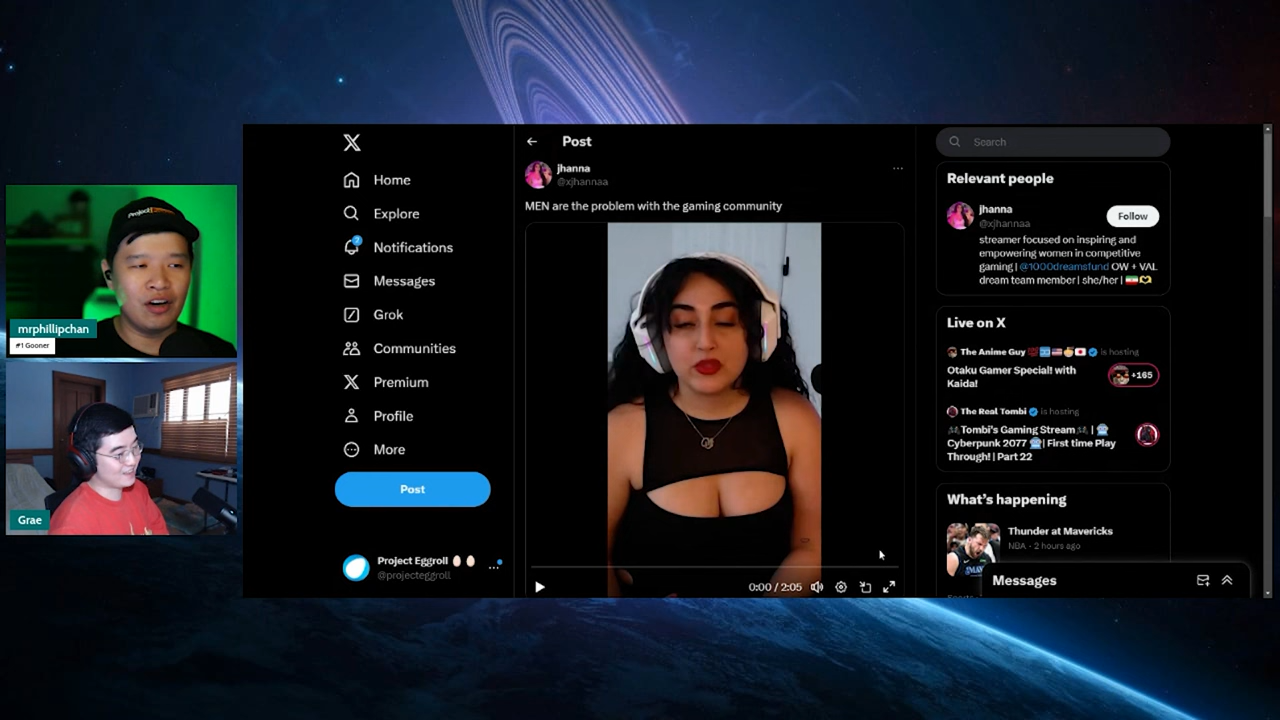 mrphillipchan
#1 Gooner
Grae
Home
Explore
Notifications
Messages
Grok
Communities
Premium
Profile
More
Post
Project Eggroll
@projecteggroll
Post
jhanna
@xjhannaa
MEN are the problem with the gaming community
0:00 / 2:05
Search
Relevant people
jhanna
@xjhannaa
Follow
streamer focused on inspiring and
empowering women in competitive
gaming | @1000dreamsfund OW + VAL
dream team member | she/her |
Live on X
The Anime Guy is hosting
Otaku Gamer Special! with
Kaida!
+165
The Real Tombi is hosting
Tombi's Gaming Stream |
Cyberpunk 2077 | First time Play
Through! | Part 22
What's happening
Thunder at Mavericks
NBA · 2 hours ago
Messages